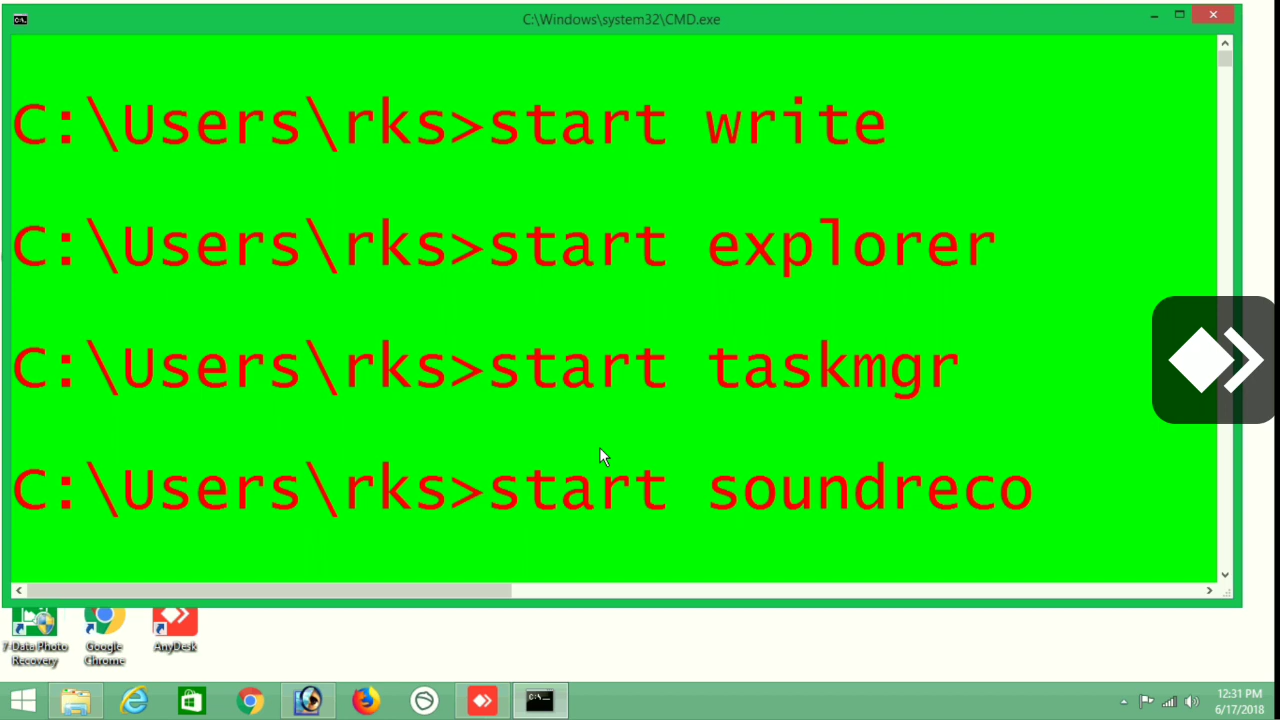 C:\Windows\system32\CMD.exe
C:\Users\rks>start write
C:\Users\rks>start explorer
C:\Users\rks>start taskmgr
C:\Users\rks>start soundreco
7-Data Photo
Recovery
Google
Chrome
AnyDesk
12:31 PM
6/17/2018